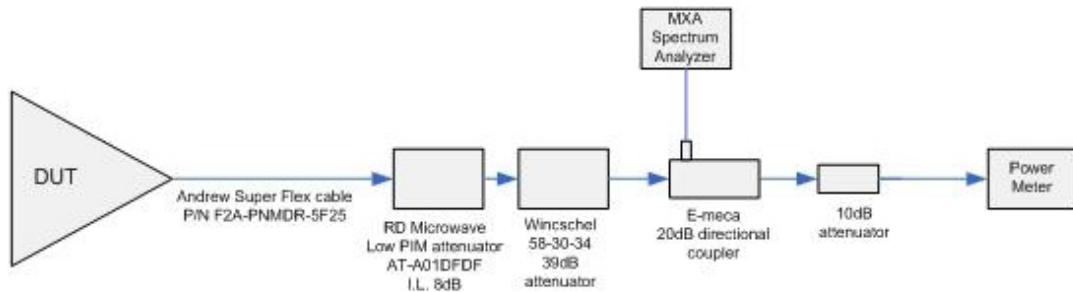 MXA
Spectrum
Analyzer
DUT
Andrew Super Flex cable
P/N F2A-PNMDR-5F25
RD Microwave
Low PIM attenuator
AT-A01DFDF
I.L. 8dB
Wincschel
58-30-34
39dB
attenuator
E-meca
20dB directional
coupler
10dB
attenuator
Power
Meter